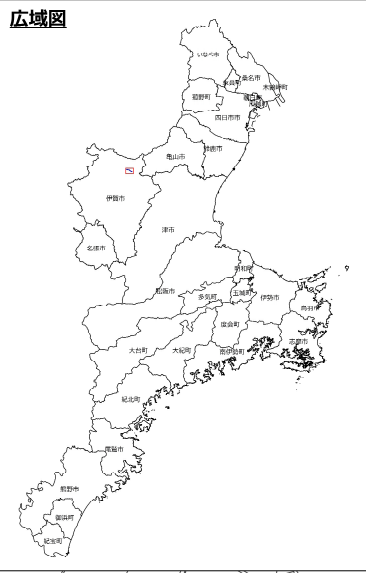 広域図
いなべ市
桑名市
東員町
木曽岬町
菰野町
朝日町
川越町
四日市市
鈴鹿市
亀山市
伊賀市
津市
名張市
松阪市
明和町
多気町
玉城町
伊勢市
鳥羽市
度会町
志摩市
大台町
大紀町
南伊勢町
紀北町
尾鷲市
熊野市
御浜町
紀宝町